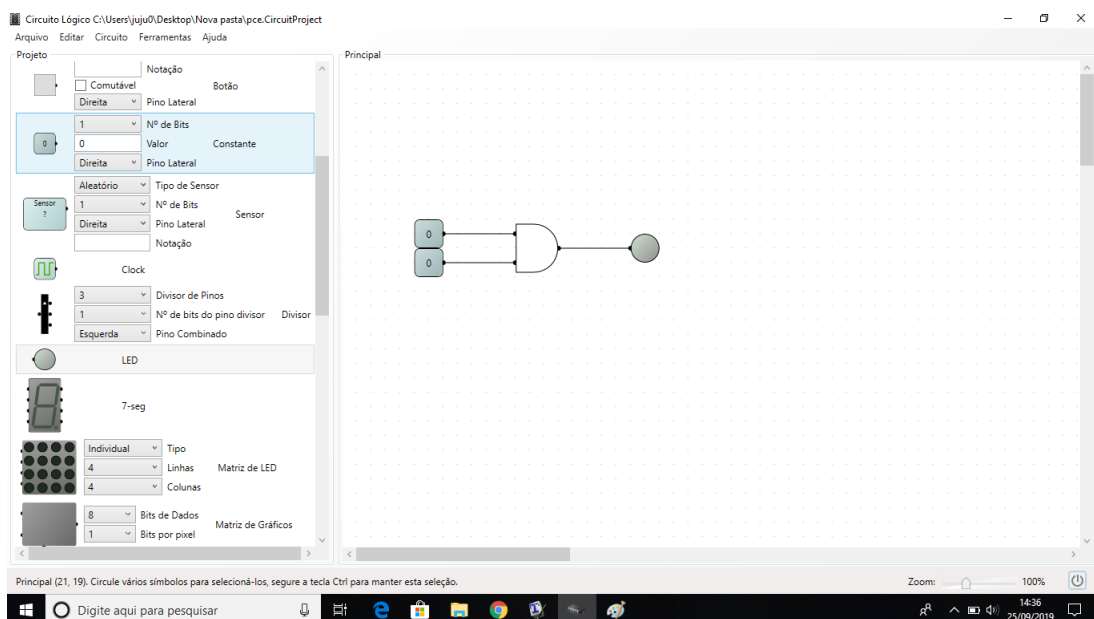 Circuito Lógico C:\Users\juju0\Desktop\Nova pasta\pce.CircuitProject
Arquivo Editar Circuito Ferramentas Ajuda
Projeto
Notação
Comutável Botão
Direita Pino Lateral
1 Nº de Bits
0 0 Valor Constante
Direita Pino Lateral
Aleatório Tipo de Sensor
Sensor ? 1 Nº de Bits Sensor
Direita Pino Lateral
Notação
Clock
3 Divisor de Pinos
1 Nº de bits do pino divisor Divisor
Esquerda Pino Combinado
LED
7-seg
Individual Tipo
4 Linhas Matriz de LED
4 Colunas
8 Bits de Dados Matriz de Gráficos
1 Bits por pixel
Principal
0
0
Principal (21, 19). Circule vários símbolos para selecioná-los, segure a tecla Ctrl para manter esta seleção.
Zoom: 100%
Digite aqui para pesquisar
14:36
25/09/2019